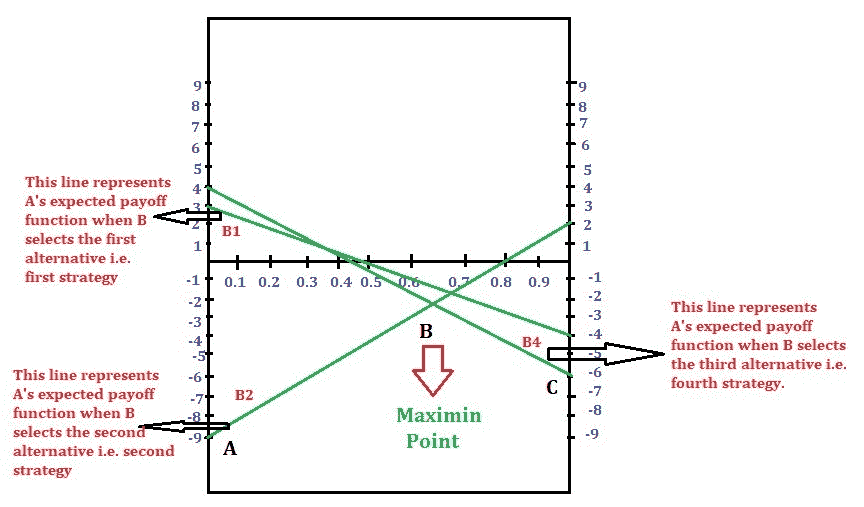 This line represents
A's expected payoff
function when B
selects the first
alternative i.e.
first strategy
This line represents
A's expected payoff
function when B
selects the second
alternative i.e. second
strategy
9
8
7
6
5
4
3
2
1
-1
-2
-3
-4
-5
-6
-7
-8
-9
B1
B2
A
0.1 0.2 0.3 0.4 0.5 0.6 0.7 0.8 0.9
B
B4
C
Maximin
Point
9
8
7
6
5
4
3
2
1
-1
-2
-3
-4
-5
-6
-7
-8
-9
This line represents
A's expected payoff
function when B selects
the third alternative i.e.
fourth strategy.